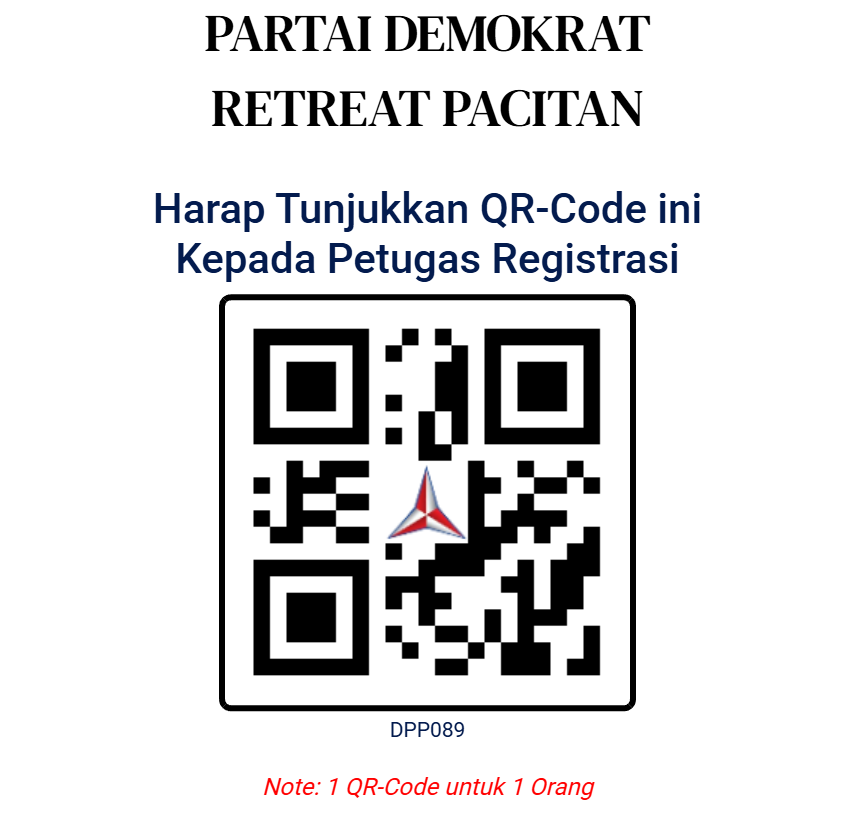 PARTAI DEMOKRAT
RETREAT PACITAN
Harap Tunjukkan QR-Code ini
Kepada Petugas Registrasi
DPP089
Note: 1 QR-Code untuk 1 Orang